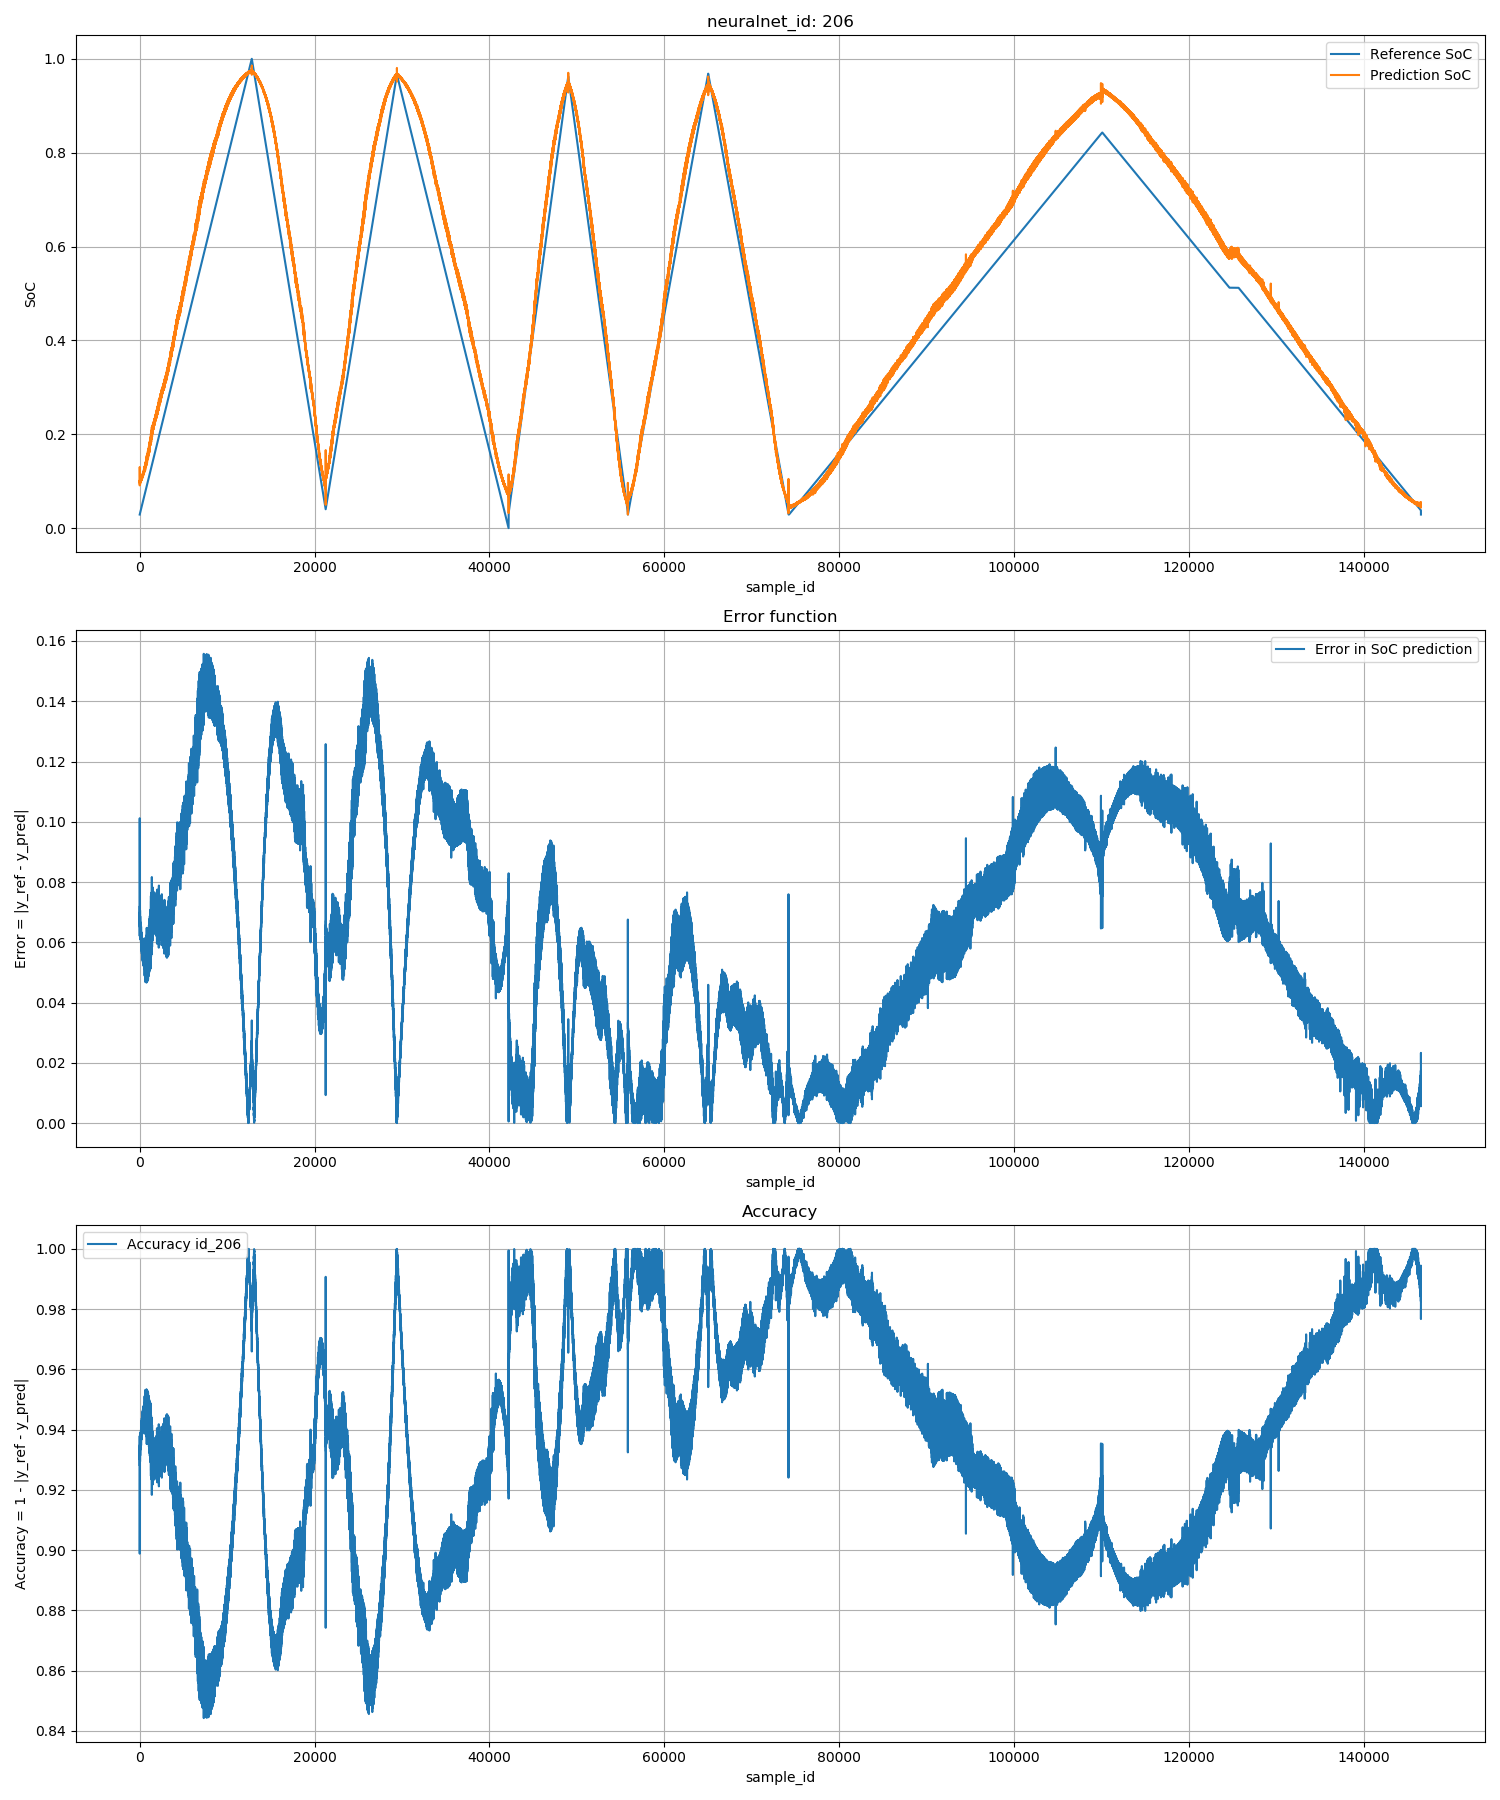 neuralnet_id: 206
Reference SoC
Prediction SoC
SoC
1.0
0.8
0.6
0.4
0.2
0.0
0 20000 40000 60000 80000 100000 120000 140000
sample_id
Error function
Error in SoC prediction
Error = |y_ref - y_pred|
0.16
0.14
0.12
0.10
0.08
0.06
0.04
0.02
0.00
0 20000 40000 60000 80000 100000 120000 140000
sample_id
Accuracy
Accuracy id_206
Accuracy = 1 - |y_ref - y_pred|
1.00
0.98
0.96
0.94
0.92
0.90
0.88
0.86
0.84
0 20000 40000 60000 80000 100000 120000 140000
sample_id